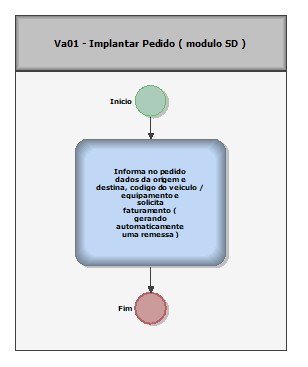 Va01 - Implantar Pedido ( modulo SD )
Inicio
Informa no pedido
dados da origem e
destina, codigo do veiculo /
equipamento e
solicita
faturamento (
gerando
automaticamente
uma remessa )
Fim